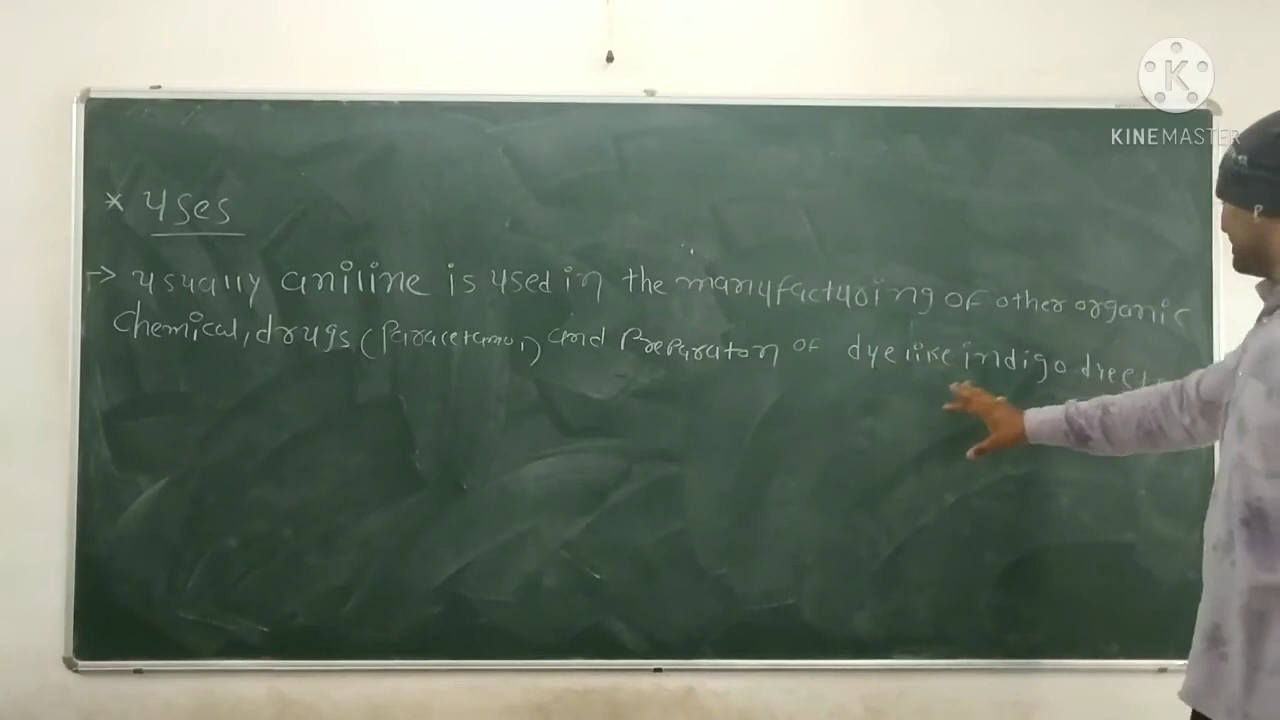 * Uses
→ usually aniline is used in the manufacturing of other organic
chemical, drugs (paracetamol) and Preparaton of dye like indigo
K
KINEMASTER
P